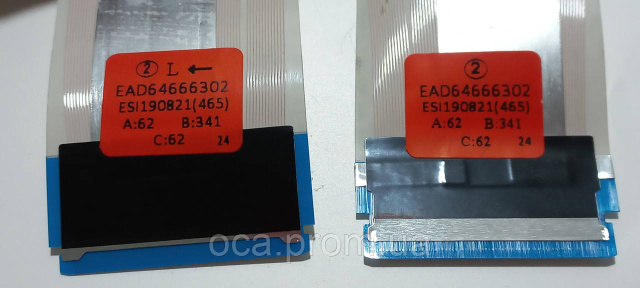 ② L ←
EAD64666302
ESI190821(465)
A:62 B:341
C:62 24
②
EAD64666302
ESI190821(465)
A:62 B:341
C:62 24
oca.prom.ua